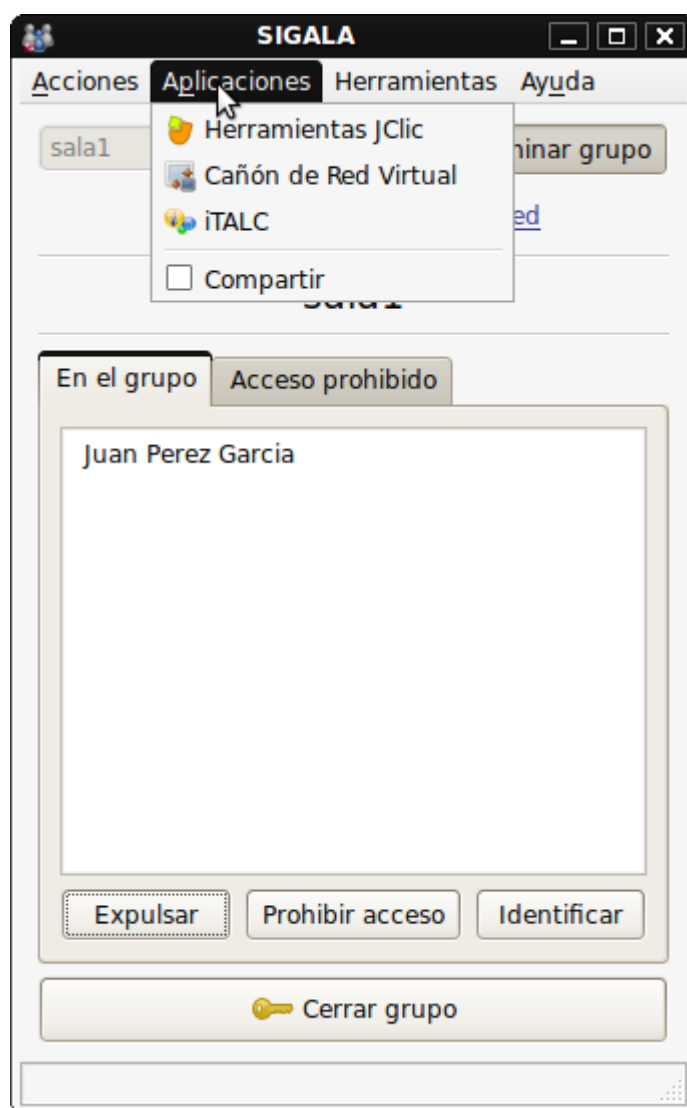 SIGALA
Acciones Aplicaciones Herramientas Ayuda
Herramientas JClic
sala1
Cañón de Red Virtual
iTALC
Compartir
En el grupo Acceso prohibido
Juan Perez Garcia
Expulsar Prohibir acceso Identificar
Cerrar grupo